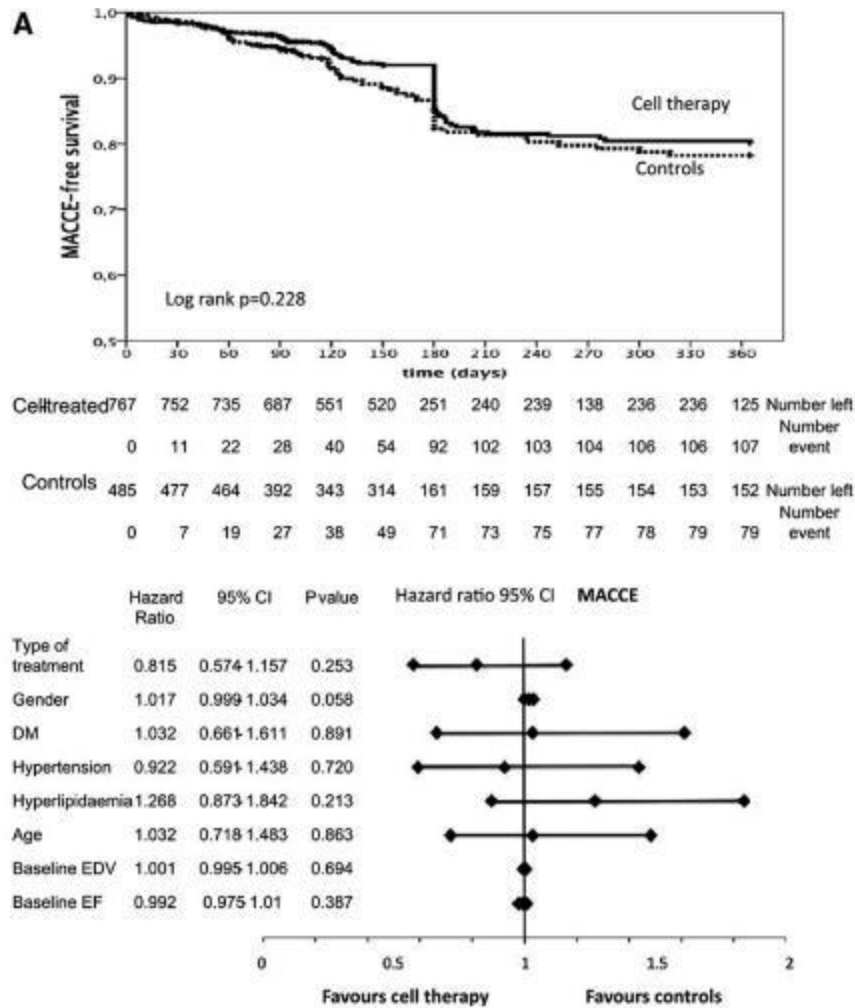 A
1,0
0,9
0,8
0,7
0,6
0,5
MACCE-free survival
Cell therapy
Controls
Log rank p=0.228
0 30 60 90 120 150 180 210 240 270 300 330 360
time (days)
Cell-treated 767 752 735 687 551 520 251 240 239 138 236 236 125 Number left
0 11 22 28 40 54 92 102 103 104 106 106 107 Number event
Controls 485 477 464 392 343 314 161 159 157 155 154 153 152 Number left
0 7 19 27 38 49 71 73 75 77 78 79 79 Number event
Hazard Ratio 95% CI Pvalue Hazard ratio 95% CI MACCE
Type of
treatment 0.815 0.574-1.157 0.253
Gender 1.017 0.999-1.034 0.058
DM 1.032 0.661-1.611 0.891
Hypertension 0.922 0.591-1.438 0.720
Hyperlipidaemia 1.268 0.873-1.842 0.213
Age 1.032 0.718-1.483 0.863
Baseline EDV 1.001 0.995-1.006 0.694
Baseline EF 0.992 0.975-1.01 0.387
0 0.5 1 1.5 2
Favours cell therapy Favours controls